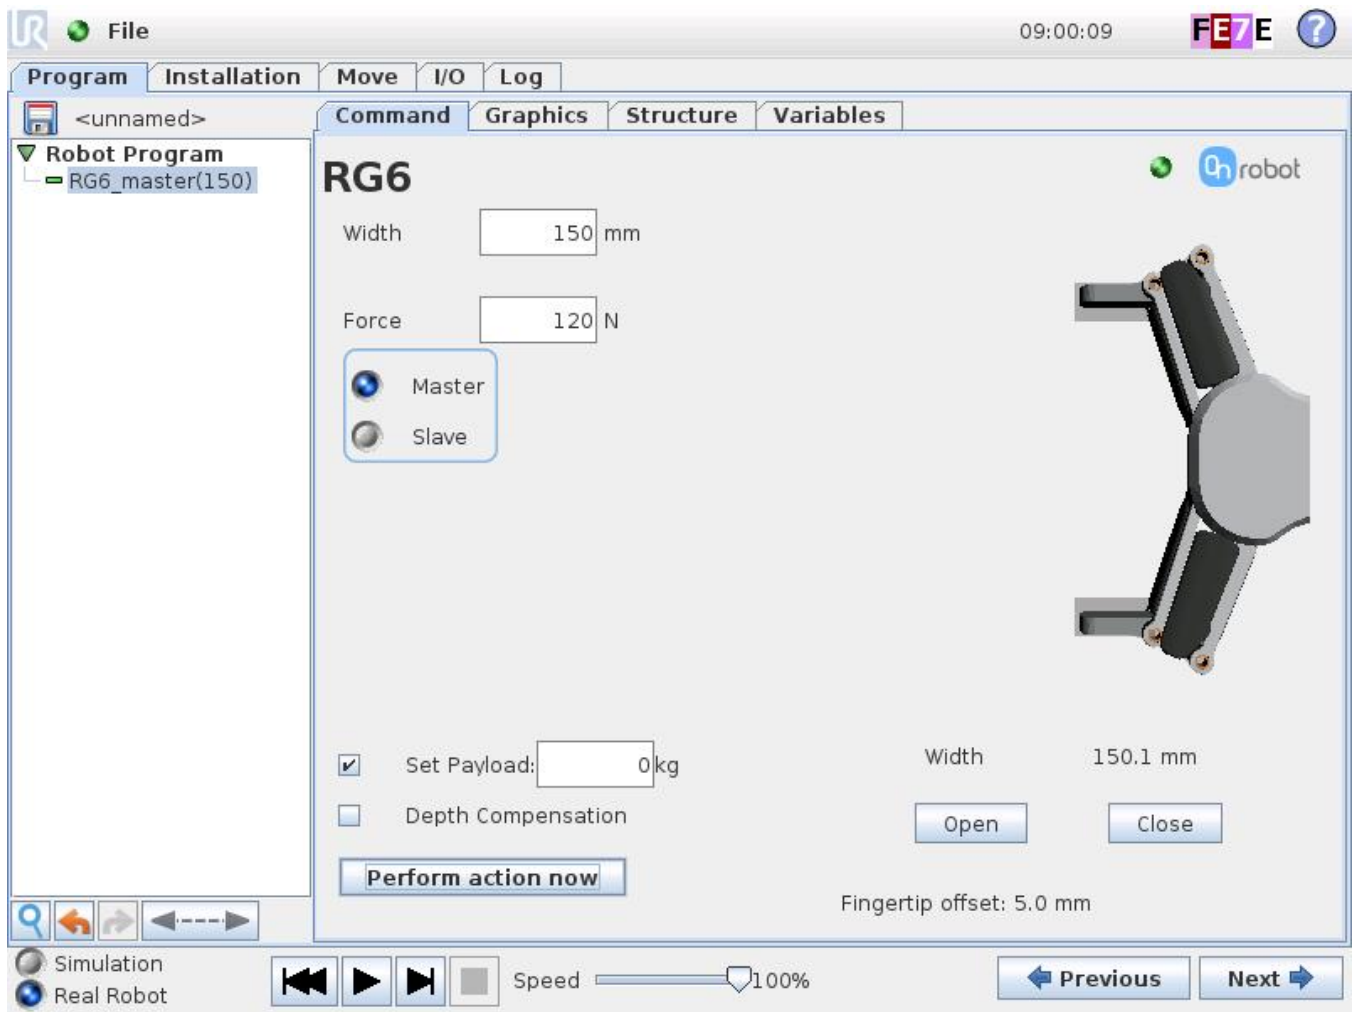 UR File 09:00:09 FE7E ?
Program Installation Move I/O Log
<unnamed> Command Graphics Structure Variables
Robot Program
RG6_master(150)
RG6
On robot
Width 150 mm
Force 120 N
Master
Slave
Set Payload: 0 kg
Width 150.1 mm
Depth Compensation
Open Close
Perform action now
Fingertip offset: 5.0 mm
Simulation
Real Robot
Speed 100%
Previous Next